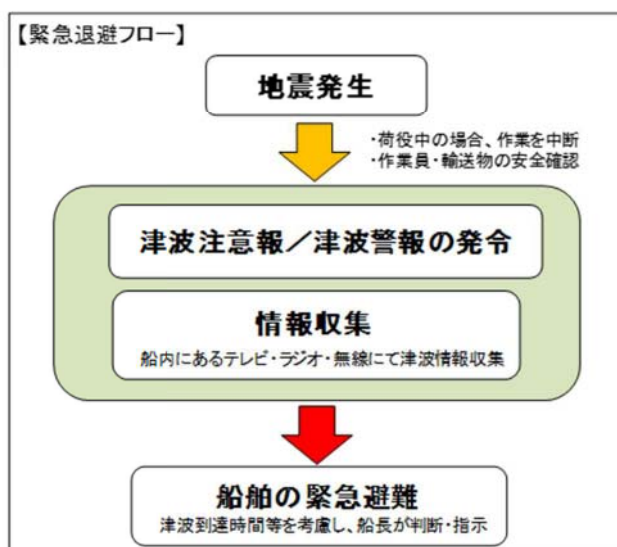 【緊急退避フロー】
地震発生
・荷役中の場合、作業を中断
・作業員・輸送物の安全確認
津波注意報／津波警報の発令
情報収集
船内にあるテレビ・ラジオ・無線にて津波情報収集
船舶の緊急避難
津波到達時間等を考慮し、船長が判断・指示